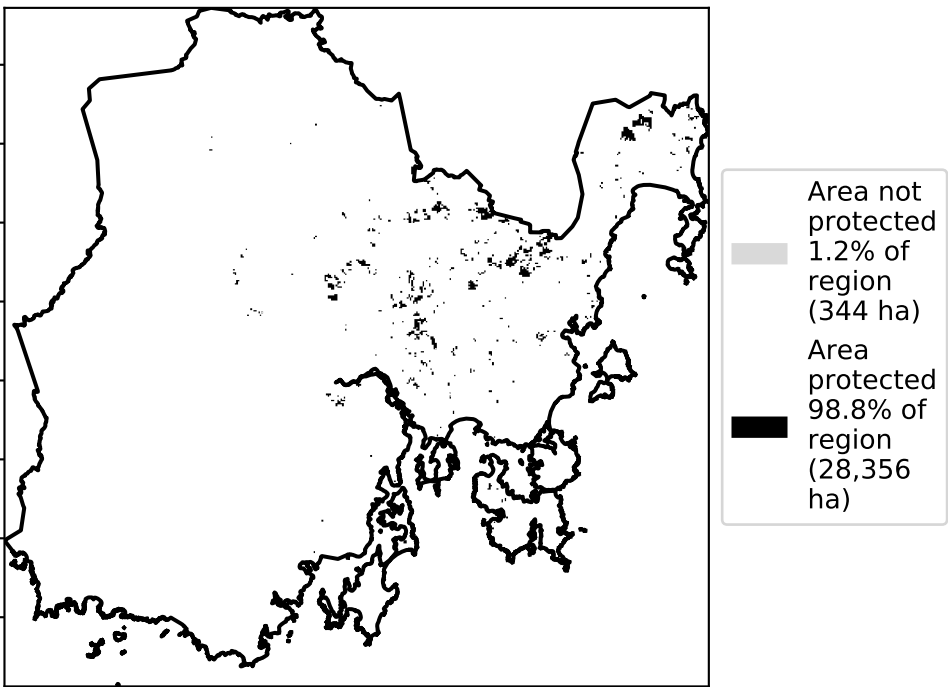 Area not
protected
1.2% of
region
(344 ha)
Area
protected
98.8% of
region
(28,356
ha)